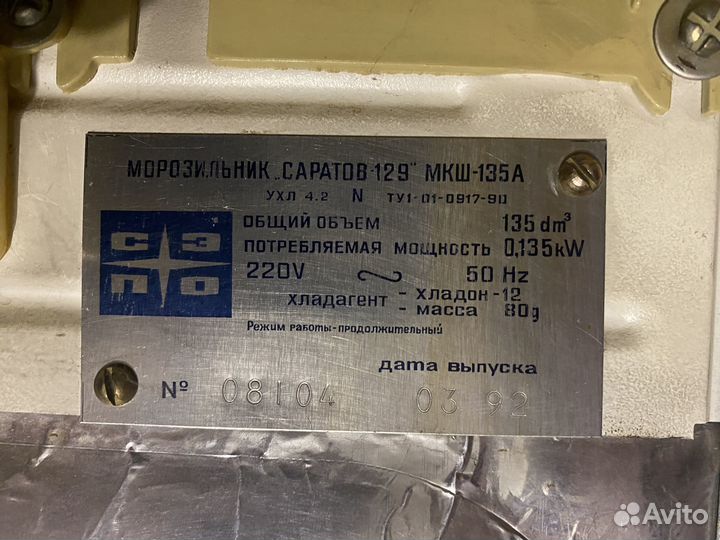 МОРОЗИЛЬНИК „САРАТОВ-129" МКШ-135А
УХЛ 4.2 N ТУ1-01-0917-90
СЭПО
ОБЩИЙ ОБЪЕМ 135 dm³
ПОТРЕБЛЯЕМАЯ МОЩНОСТЬ 0,135kW
220V ~ 50 Hz
ХЛАДАГЕНТ - ХЛАДОН-12
- МАССА 80g
Режим работы-продолжительный
дата выпуска
№ 08104 03 92
Avito